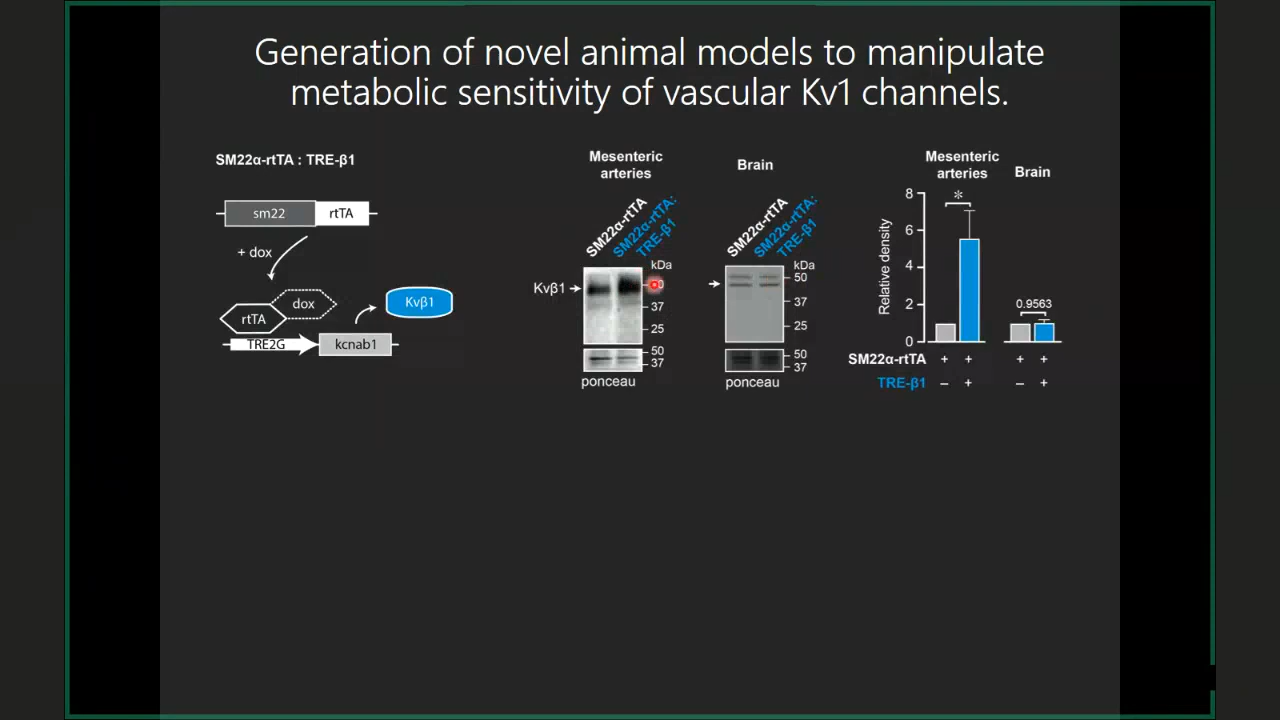 Generation of novel animal models to manipulate
metabolic sensitivity of vascular Kv1 channels.
SM22α-rtTA : TRE-β1
sm22
rtTA
+ dox
dox
rtTA
TRE2G
kcnab1
Kvβ1
Mesenteric
arteries
Brain
SM22α-rtTA
SM22α-rtTA:
TRE-β1
SM22α-rtTA
SM22α-rtTA:
TRE-β1
kDa
Kvβ1
37
25
50
37
ponceau
kDa
50
37
25
50
37
ponceau
Mesenteric
arteries
Brain
Relative density
8
6
4
2
0
*
0.9563
SM22α-rtTA + + + +
TRE-β1 – + – +